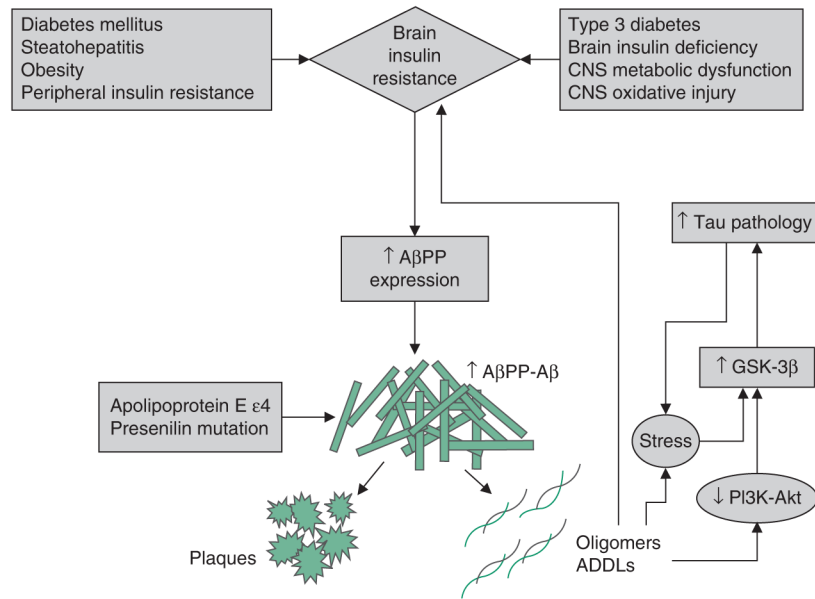 Diabetes mellitus
Steatohepatitis
Obesity
Peripheral insulin resistance
Brain
insulin
resistance
Type 3 diabetes
Brain insulin deficiency
CNS metabolic dysfunction
CNS oxidative injury
↑ Tau pathology
↑ AβPP
expression
↑ AβPP-Aβ
↑ GSK-3β
Apolipoprotein E ε4
Presenilin mutation
Stress
↓ PI3K-Akt
Plaques
Oligomers
ADDLs